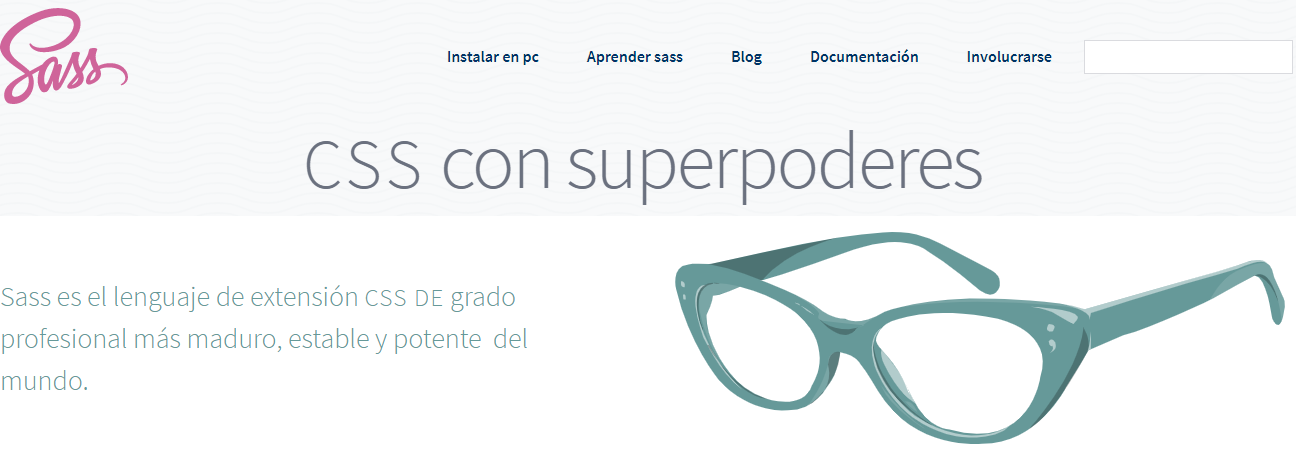 Sass
Instalar en pc Aprender sass Blog Documentación Involucrarse
CSS con superpoderes
Sass es el lenguaje de extensión CSS DE grado
profesional más maduro, estable y potente del
mundo.